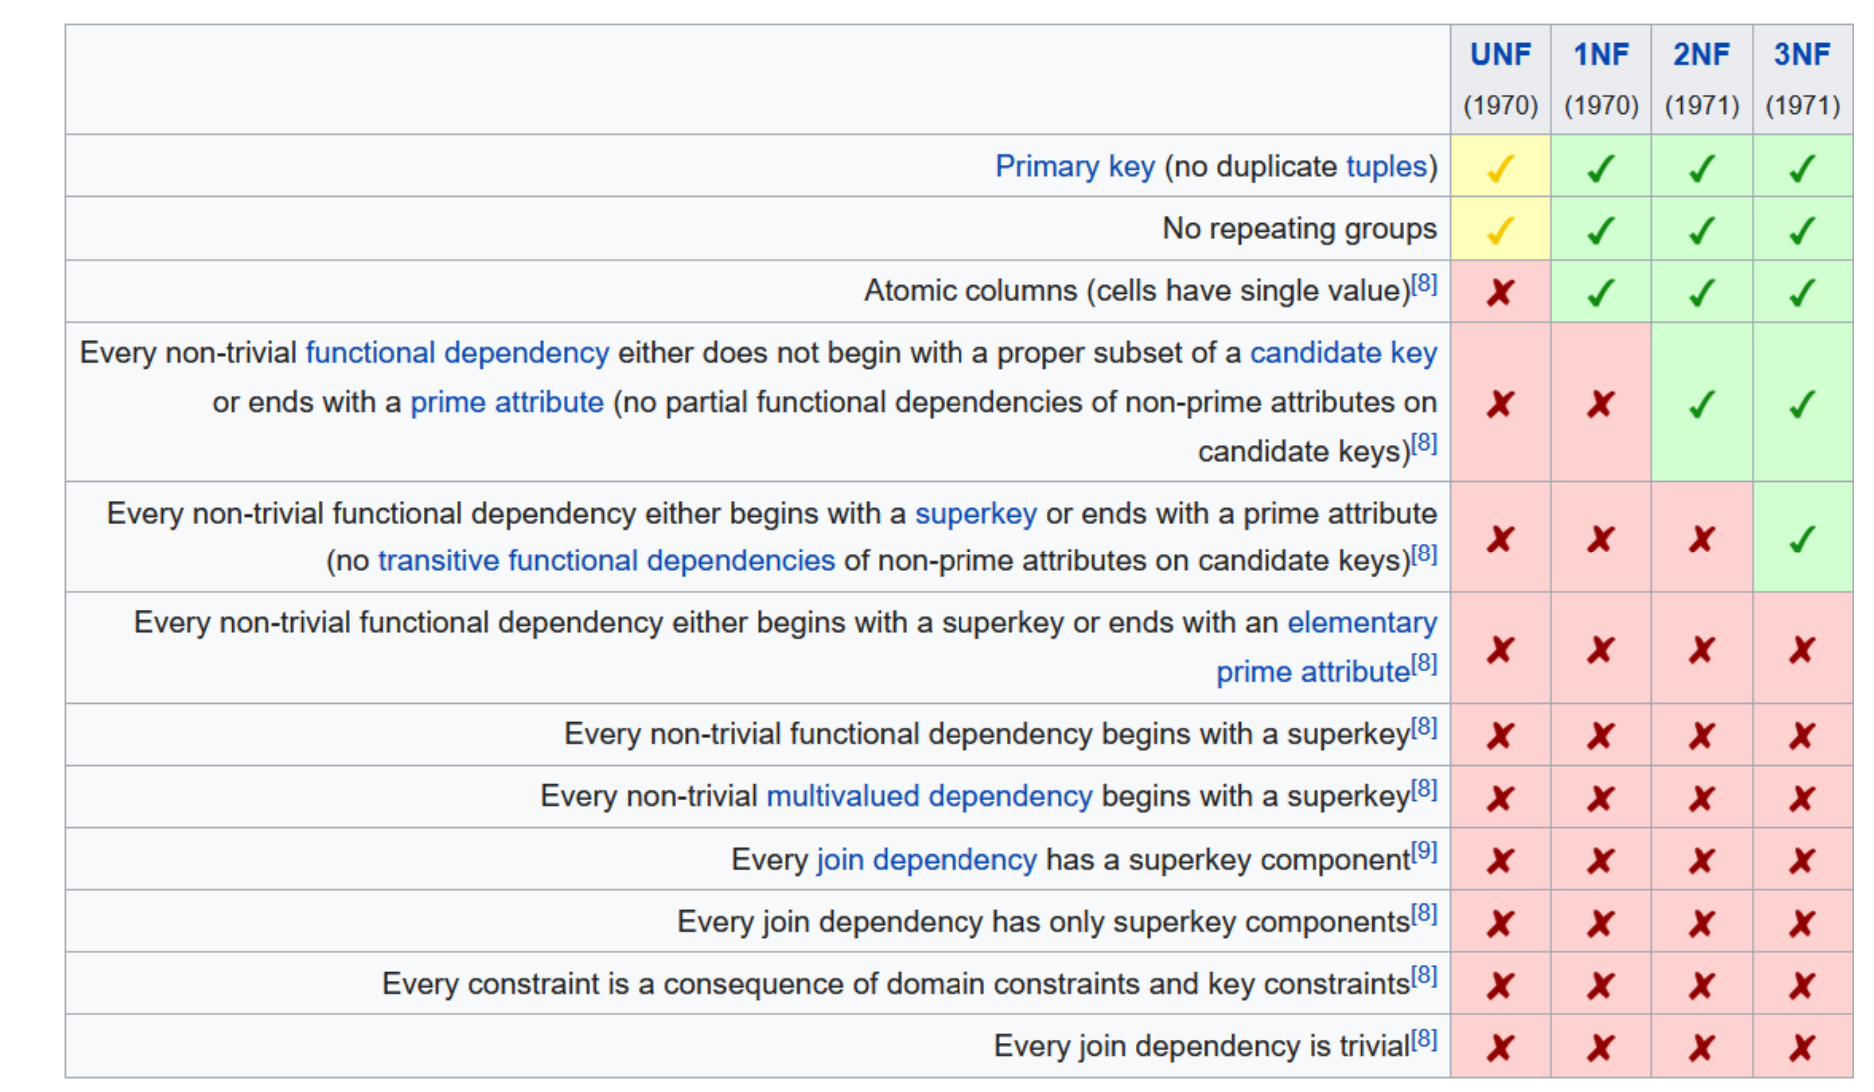 UNF 1NF 2NF 3NF
(1970) (1970) (1971) (1971)
Primary key (no duplicate tuples) ✓ ✓ ✓ ✓
No repeating groups ✓ ✓ ✓ ✓
Atomic columns (cells have single value)[8] ✗ ✓ ✓ ✓
Every non-trivial functional dependency either does not begin with a proper subset of a candidate key
or ends with a prime attribute (no partial functional dependencies of non-prime attributes on ✗ ✗ ✓ ✓
candidate keys)[8]
Every non-trivial functional dependency either begins with a superkey or ends with a prime attribute ✗ ✗ ✗ ✓
(no transitive functional dependencies of non-prime attributes on candidate keys)[8]
Every non-trivial functional dependency either begins with a superkey or ends with an elementary ✗ ✗ ✗ ✗
prime attribute[8]
Every non-trivial functional dependency begins with a superkey[8] ✗ ✗ ✗ ✗
Every non-trivial multivalued dependency begins with a superkey[8] ✗ ✗ ✗ ✗
Every join dependency has a superkey component[9] ✗ ✗ ✗ ✗
Every join dependency has only superkey components[8] ✗ ✗ ✗ ✗
Every constraint is a consequence of domain constraints and key constraints[8] ✗ ✗ ✗ ✗
Every join dependency is trivial[8] ✗ ✗ ✗ ✗